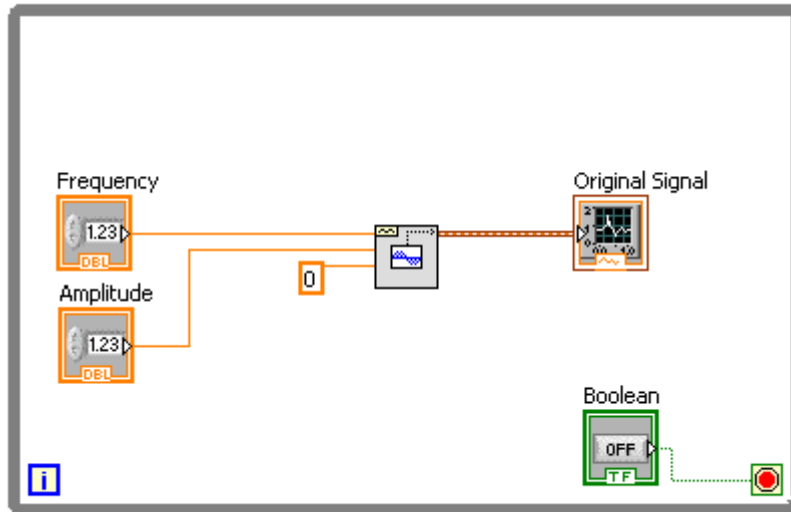 Frequency
1.23
DBL
Original Signal
Amplitude
0
1.23
DBL
Boolean
OFF
TF
i